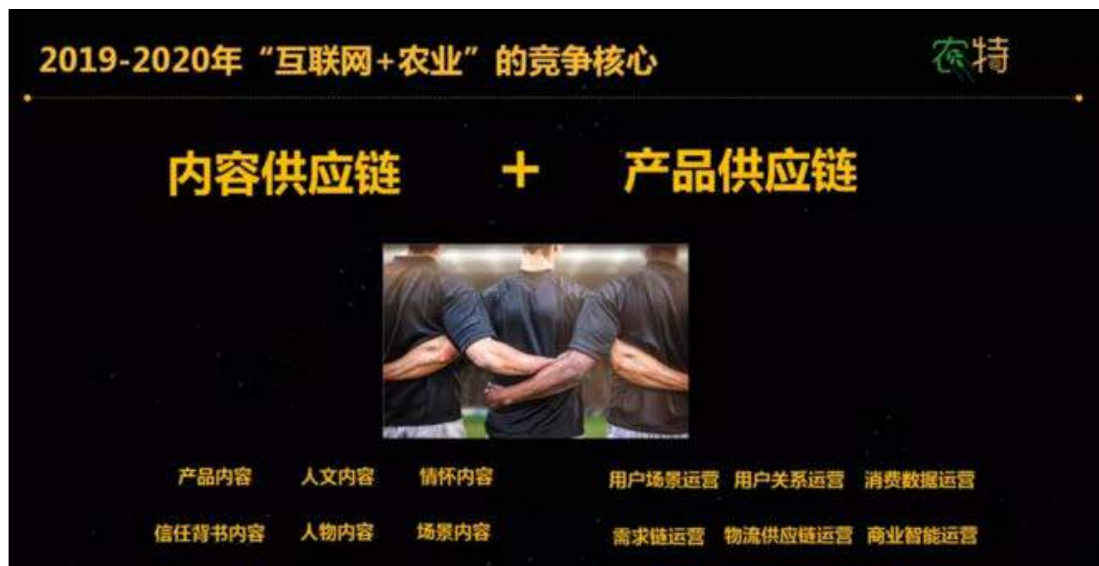 2019-2020年“互联网+农业”的竞争核心
农特
内容供应链 + 产品供应链
产品内容 人文内容 情怀内容 用户场景运营 用户关系运营 消费数据运营
信任背书内容 人物内容 场景内容 需求链运营 物流供应链运营 商业智能运营